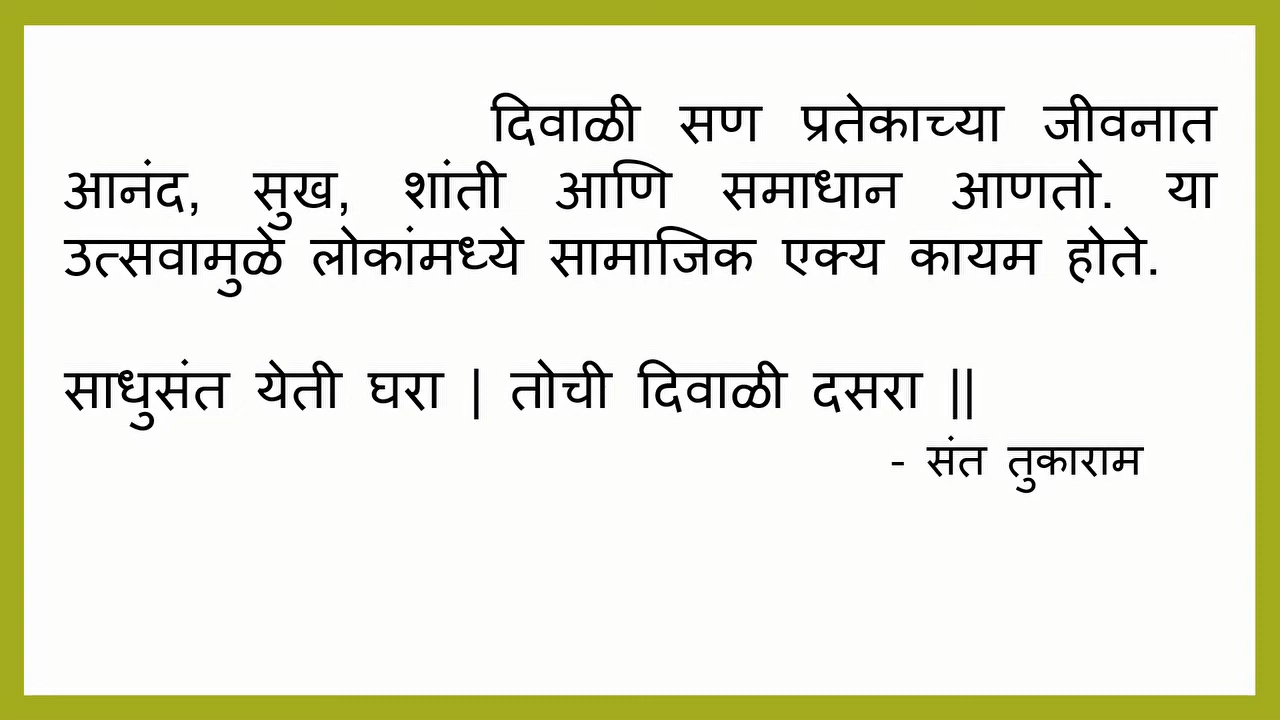 दिवाळी सण प्रतेकाच्या जीवनात
आनंद, सुख, शांती आणि समाधान आणतो. या
उत्सवामुळे लोकांमध्ये सामाजिक एक्य कायम होते.
साधुसंत येती घरा | तोची दिवाळी दसरा ||
- संत तुकाराम